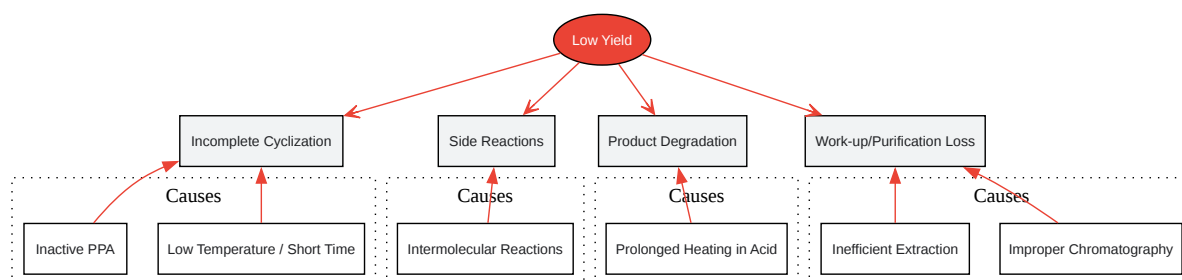 Low Yield
Incomplete Cyclization
Side Reactions
Product Degradation
Work-up/Purification Loss
Causes
Causes
Causes
Causes
Inactive PPA
Low Temperature / Short Time
Intermolecular Reactions
Prolonged Heating in Acid
Inefficient Extraction
Improper Chromatography